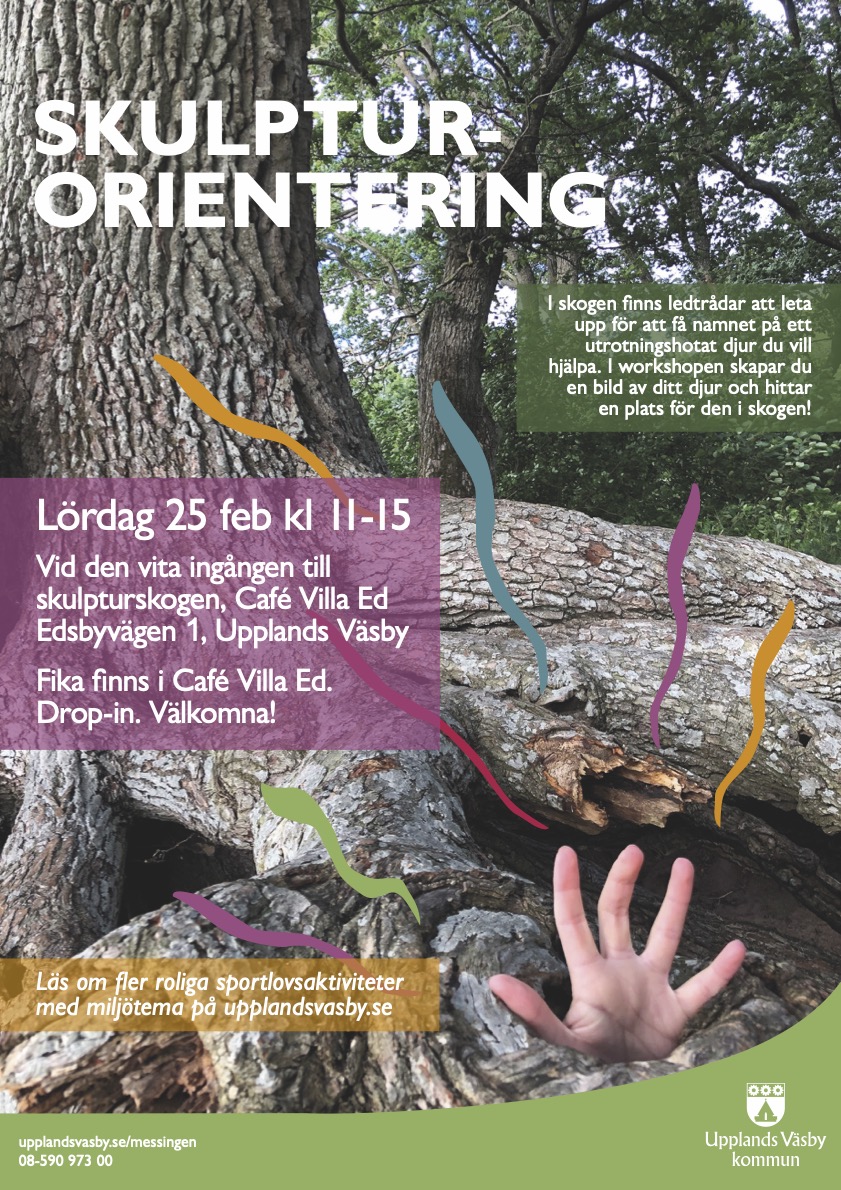 SKULPTUR-
ORIENTERING
I skogen finns ledtrådar att leta
upp för att få namnet på ett
utrotningshotat djur du vill
hjälpa. I workshopen skapar du
en bild av ditt djur och hittar
en plats för den i skogen!
Lördag 25 feb kl 11-15
Vid den vita ingången till
skulpturskogen, Café Villa Ed
Edsbyvägen 1, Upplands Väsby
Fika finns i Café Villa Ed.
Drop-in. Välkomna!
Läs om fler roliga sportlovsaktiviteter
med miljötema på upplandsvasby.se
upplandsvasby.se/messingen
08-590 973 00
Upplands Väsby
kommun